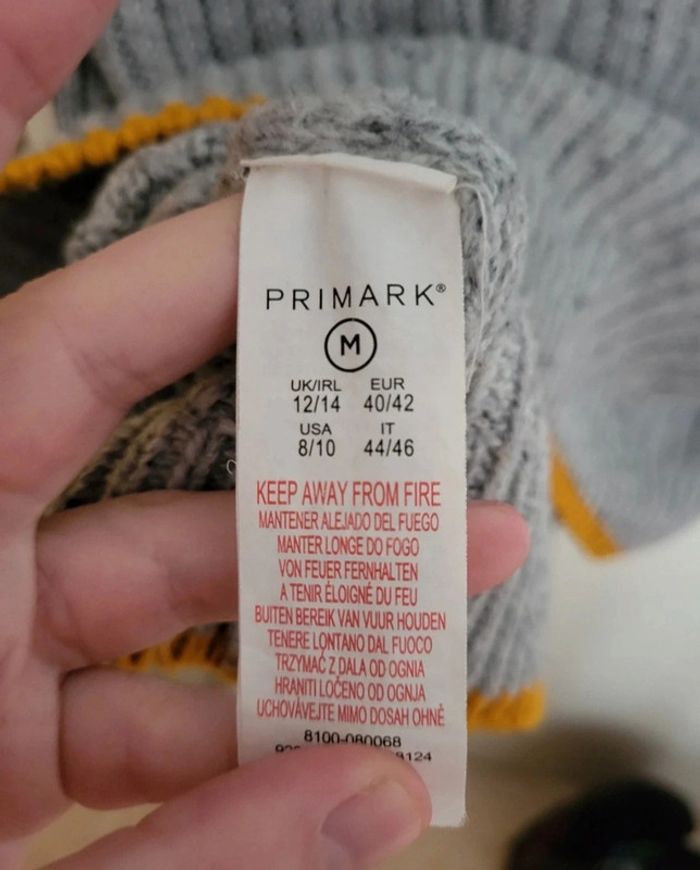 PRIMARK®
M
UK/IRL EUR
12/14 40/42
USA IT
8/10 44/46
KEEP AWAY FROM FIRE
MANTENER ALEJADO DEL FUEGO
MANTER LONGE DO FOGO
VON FEUER FERNHALTEN
A TENIR ÉLOIGNÉ DU FEU
BUITEN BEREIK VAN VUUR HOUDEN
TENERE LONTANO DAL FUOCO
TRZYMAĆ Z DALA OD OGNIA
HRANITI LOČENO OD OGNJA
UCHOVÁVEJTE MIMO DOSAH OHNĚ
8100-080068